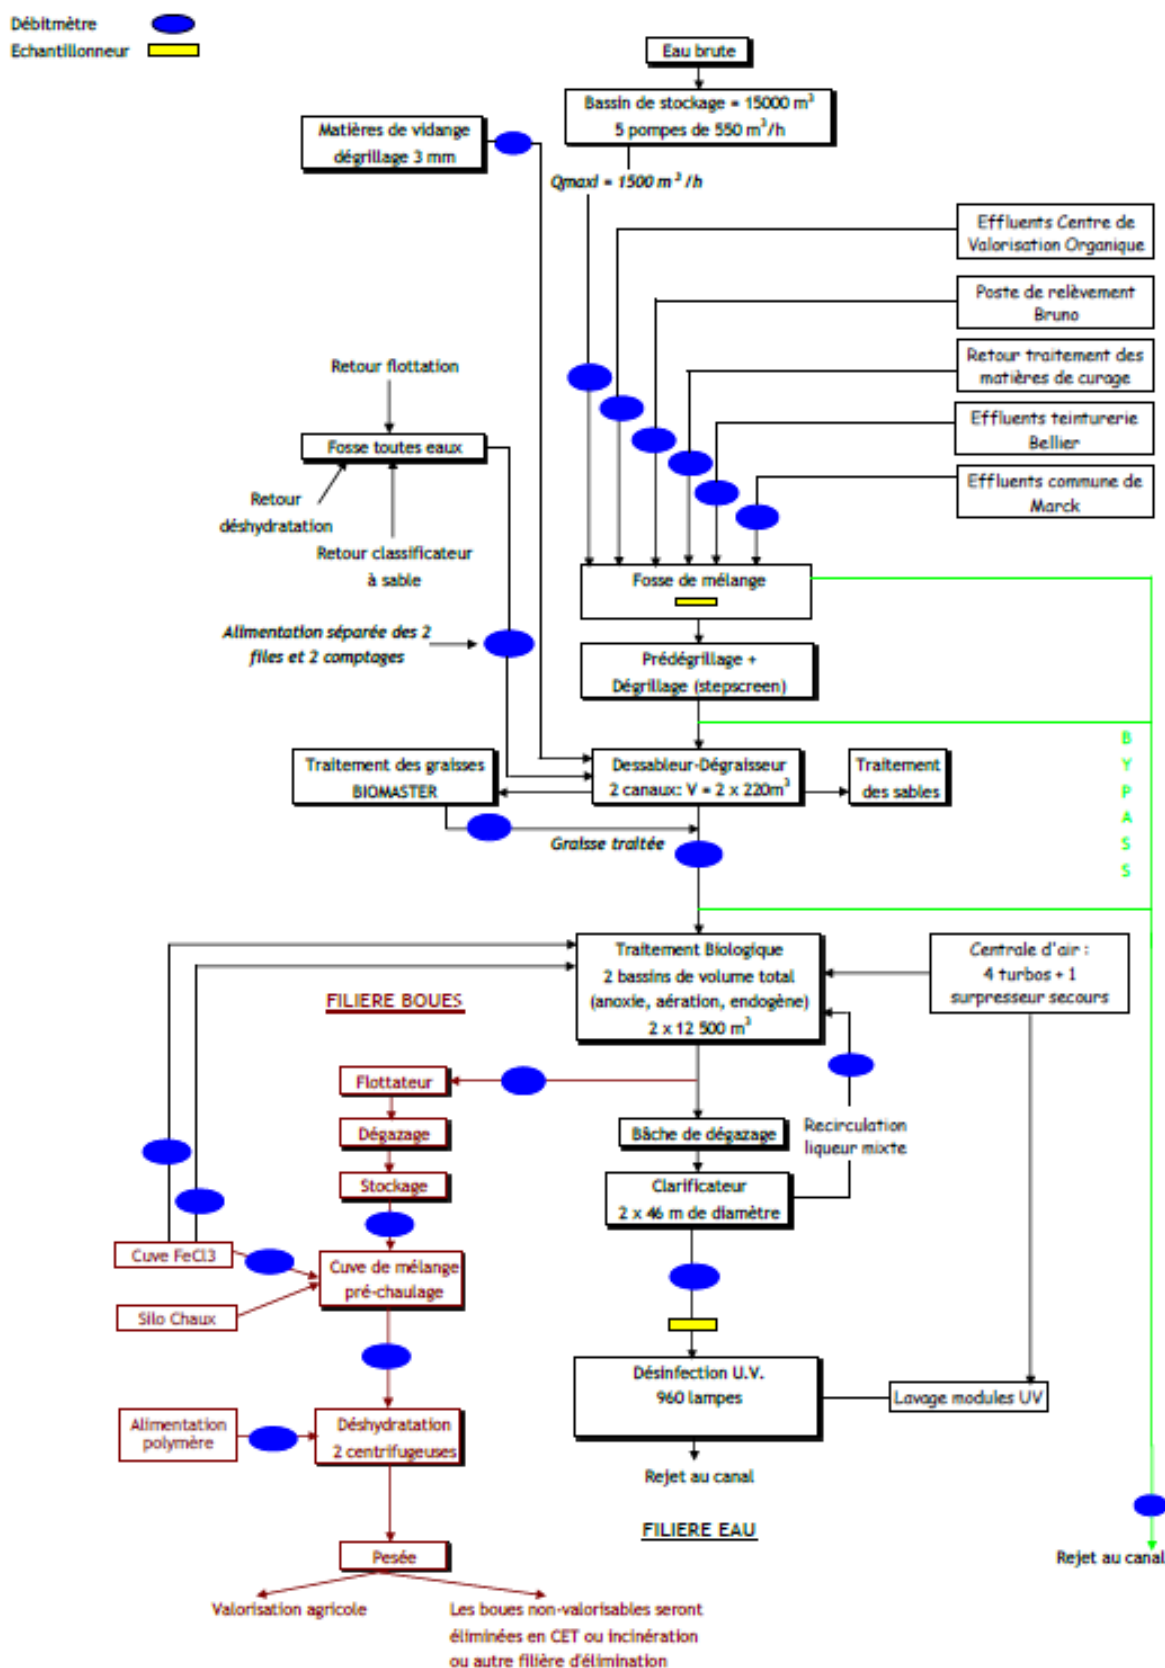 Débitmètre
Echantillonneur
Eau brute
Bassin de stockage = 15000 m³
5 pompes de 550 m³/h
Matières de vidange
dégrillage 3 mm
Qmaxi = 1500 m³/h
Effluents Centre de
Valorisation Organique
Poste de relèvement
Bruno
Retour traitement des
matières de curage
Effluents teinturerie
Bellier
Effluents commune de
Marck
Retour flottation
Fosse toutes eaux
Retour
déshydratation
Retour classificateur
à sable
Fosse de mélange
Alimentation séparée des 2
files et 2 comptages
Prédégrillage +
Dégrillage (stepscreen)
BYPASS
Traitement des graisses
BIOMASTER
Dessableur-Dégraisseur
2 canaux: V = 2 x 220m³
Traitement
des sables
Graisse traitée
Traitement Biologique
2 bassins de volume total
(anoxie, aération, endogène)
2 x 12 500 m³
Centrale d'air :
4 turbos + 1
surpresseur secours
FILIERE BOUES
Flottateur
Dégazage
Stockage
Bâche de dégazage
Recirculation
liqueur mixte
Clarificateur
2 x 46 m de diamètre
Cuve FeCl3
Cuve de mélange
pré-chaulage
Silo Chaux
Désinfection U.V.
960 lampes
Lavage modules UV
Alimentation
polymère
Déshydratation
2 centrifugeuses
Rejet au canal
FILIERE EAU
Pesée
Rejet au canal
Valorisation agricole
Les boues non-valorisables seront
éliminées en CET ou incinération
ou autre filière d'élimination